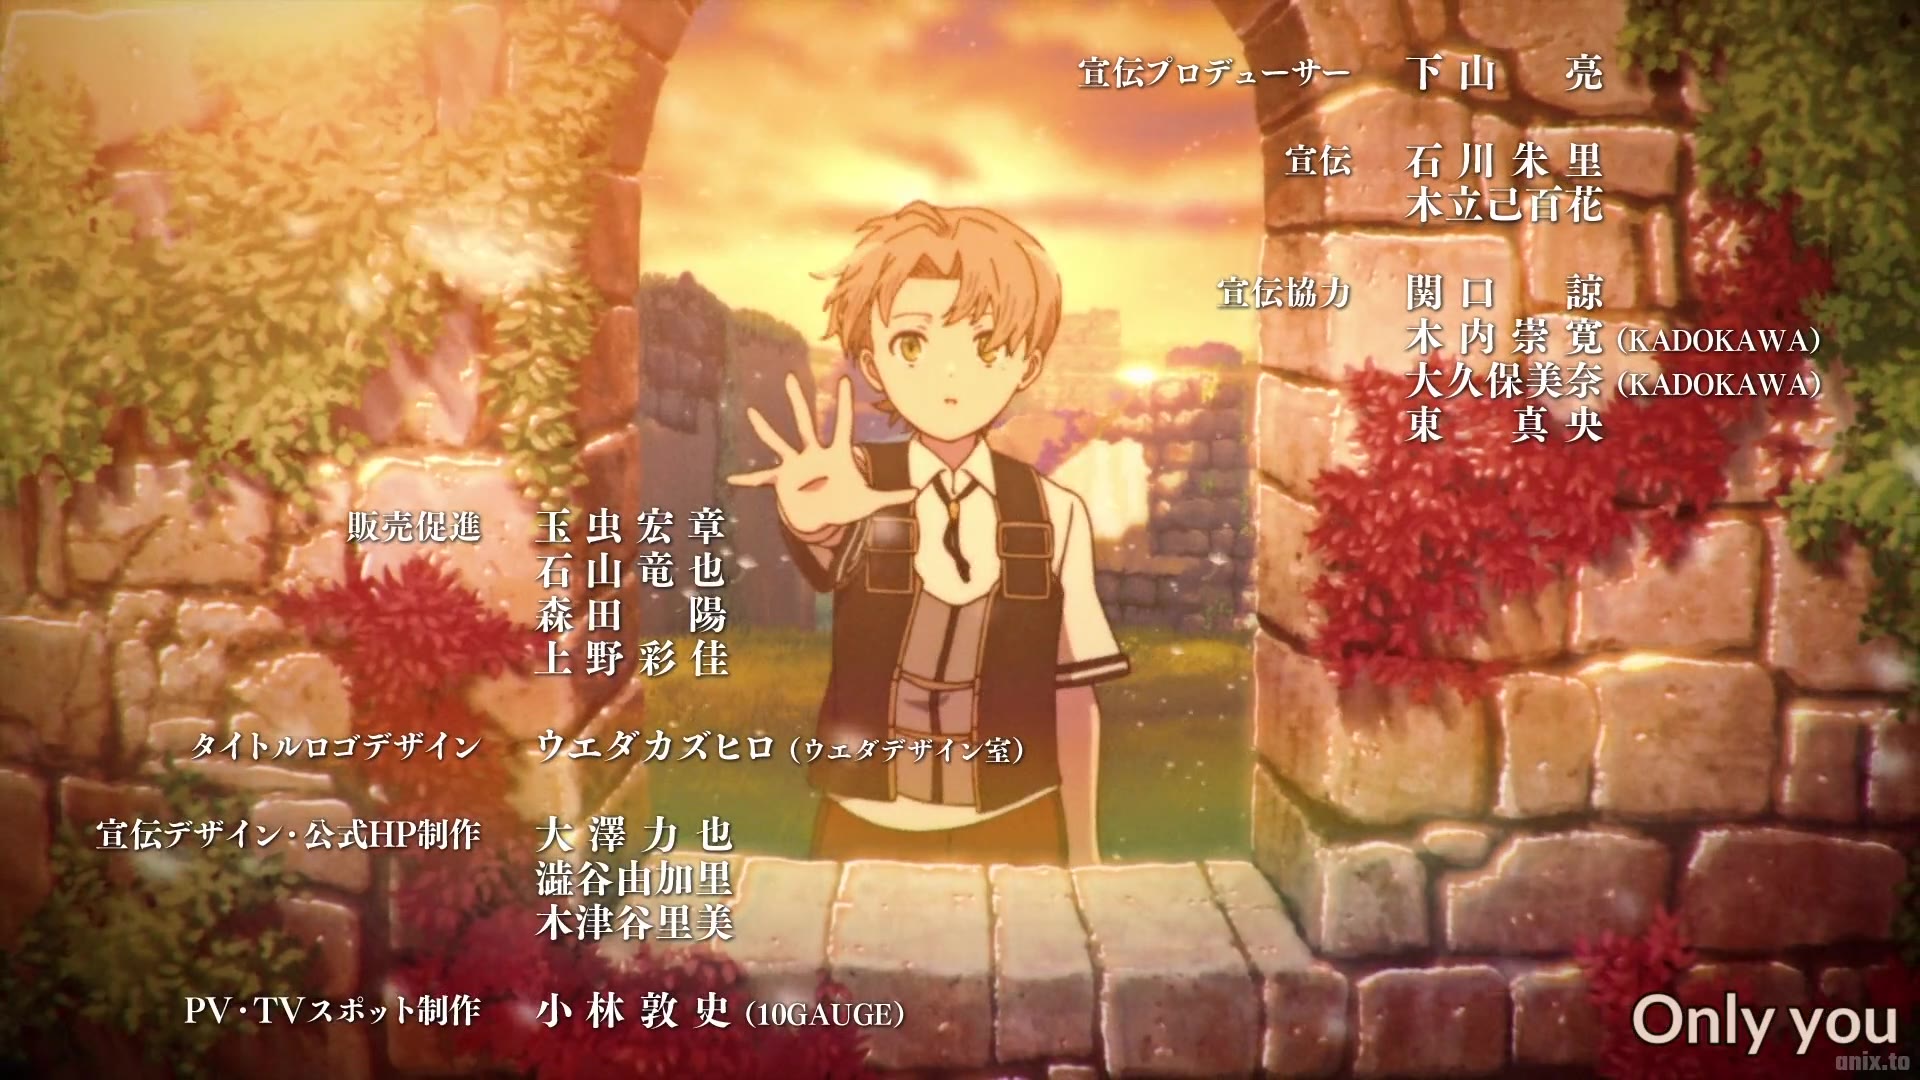 宣伝プロデューサー 下山 亮
宣伝 石川朱里
木立己百花
宣伝協力 関口 諒
木内崇寛(KADOKAWA)
大久保美奈(KADOKAWA)
東 真央
販売促進 玉虫宏章
石山竜也
森田 陽
上野彩佳
タイトルロゴデザイン ウエダカズヒロ(ウエダデザイン室)
宣伝デザイン・公式HP制作 大澤力也
澁谷由加里
木津谷里美
PV・TVスポット制作 小林敦史(10GAUGE)
Only you
anix.to